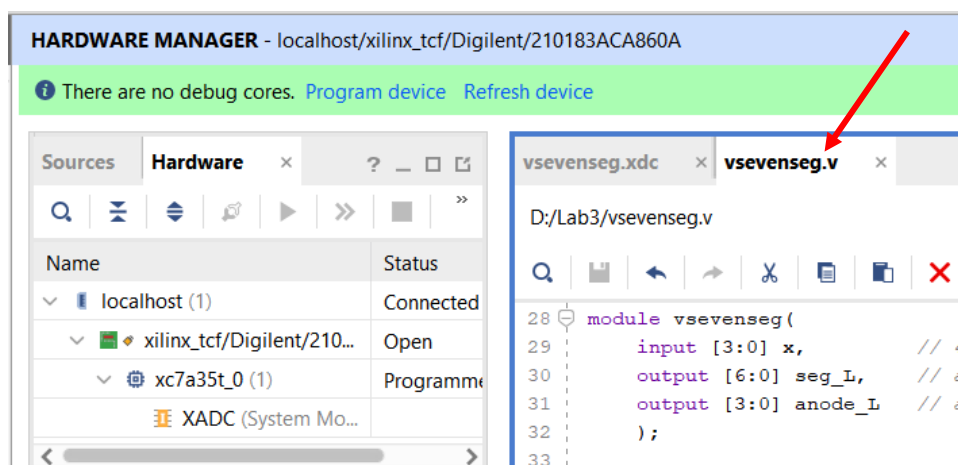 HARDWARE MANAGER - localhost/xilinx_tcf/Digilent/210183ACA860A
There are no debug cores. Program device Refresh device
Sources Hardware × ? _
vsevenseg.xdc × vsevenseg.v ×
D:/Lab3/vsevenseg.v
Name Status
localhost (1) Connected
xilinx_tcf/Digilent/210... Open
xc7a35t_0 (1) Programme
XADC (System Mo...
28 module vsevenseg(
29 input [3:0] x, //
30 output [6:0] seg_L, //
31 output [3:0] anode_L //
32 );
33